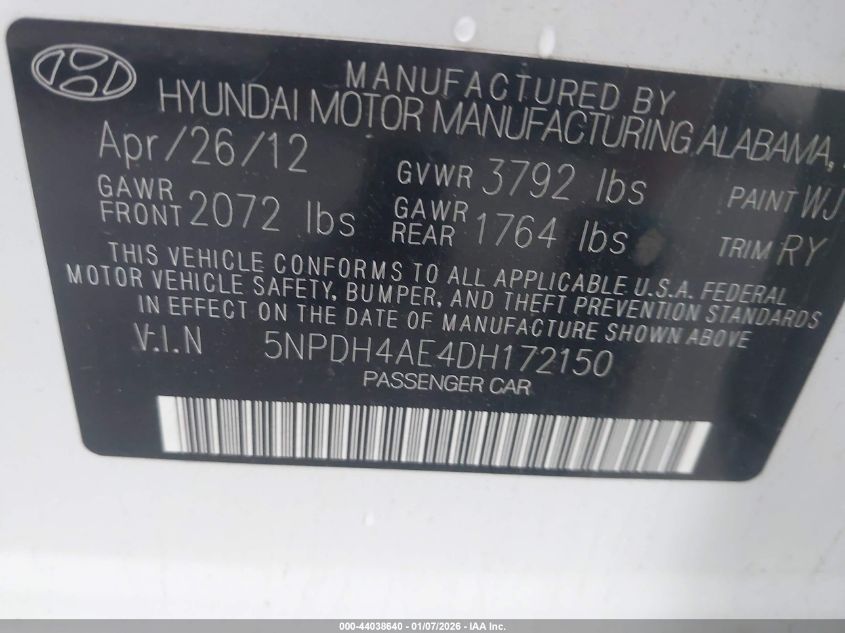 MANUFACTURED BY
HYUNDAI MOTOR MANUFACTURING ALABAMA,
Apr/26/12 GVWR 3792 lbs PAINT WJ
GAWR FRONT 2072 lbs GAWR REAR 1764 lbs TRIM RY
THIS VEHICLE CONFORMS TO ALL APPLICABLE U.S.A. FEDERAL
MOTOR VEHICLE SAFETY, BUMPER, AND THEFT PREVENTION STANDARDS
IN EFFECT ON THE DATE OF MANUFACTURE SHOWN ABOVE
V.I.N 5NPDH4AE4DH172150
PASSENGER CAR
000-44038640 - 01/07/2026 - IAA Inc.